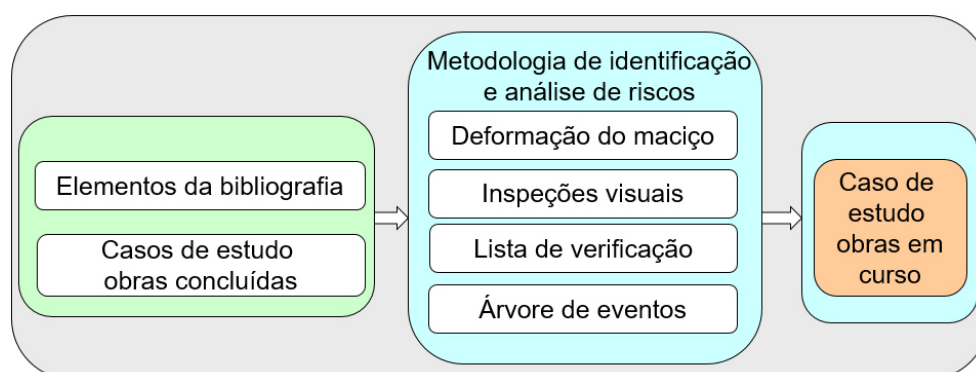 Elementos da bibliografia
Casos de estudo
obras concluídas
Metodologia de identificação
e análise de riscos
Deformação do maciço
Inspeções visuais
Lista de verificação
Árvore de eventos
Caso de
estudo
obras em
curso